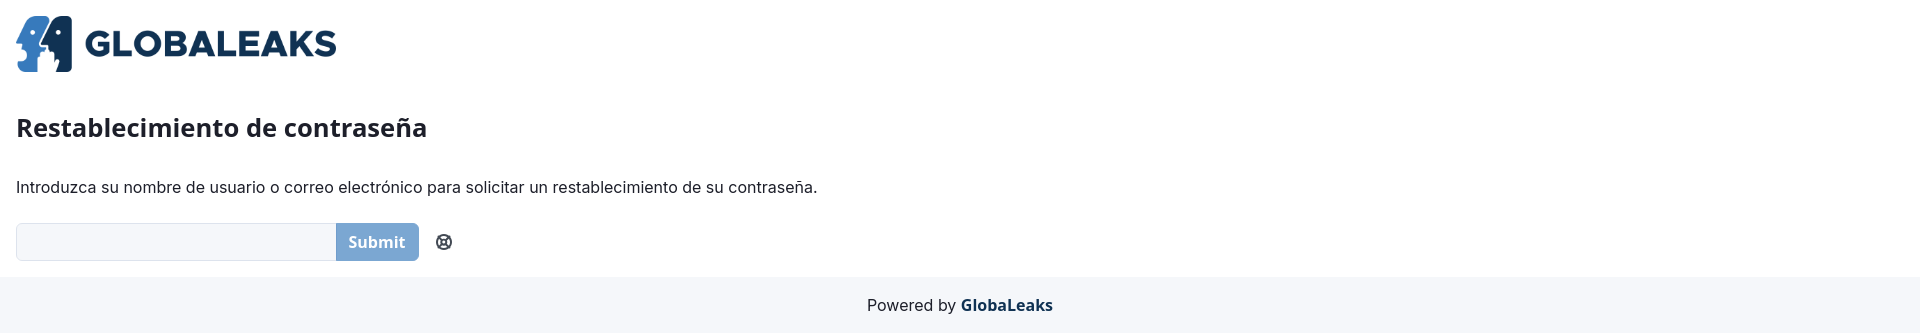 GLOBALEAKS
Restablecimiento de contraseña
Introduzca su nombre de usuario o correo electrónico para solicitar un restablecimiento de su contraseña.
Submit
Powered by GlobaLeaks